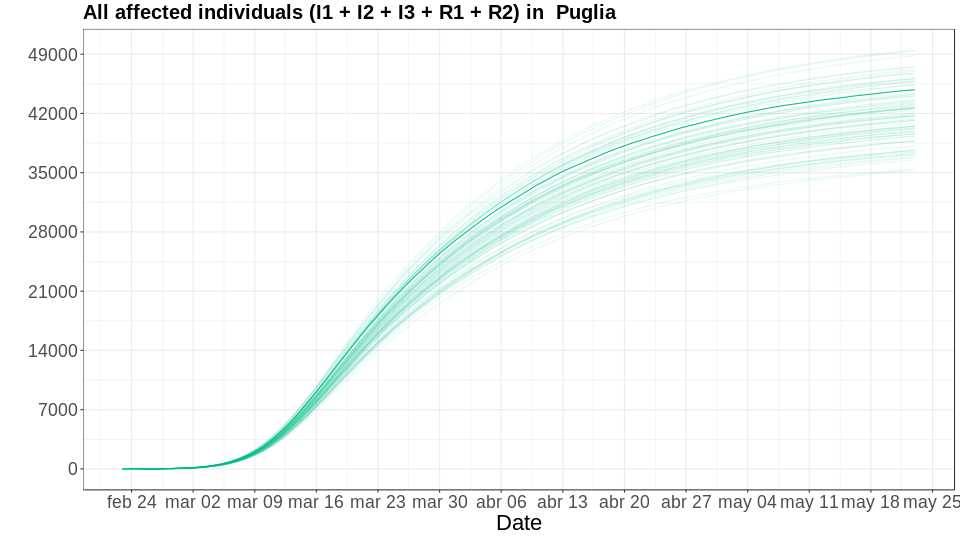 All affected individuals (I1 + I2 + I3 + R1 + R2) in  Puglia
49000
42000
35000
28000
21000
14000
7000
0
feb 24 mar 02 mar 09 mar 16 mar 23 mar 30 abr 06 abr 13 abr 20 abr 27 may 04 may 11 may 18 may 25
Date